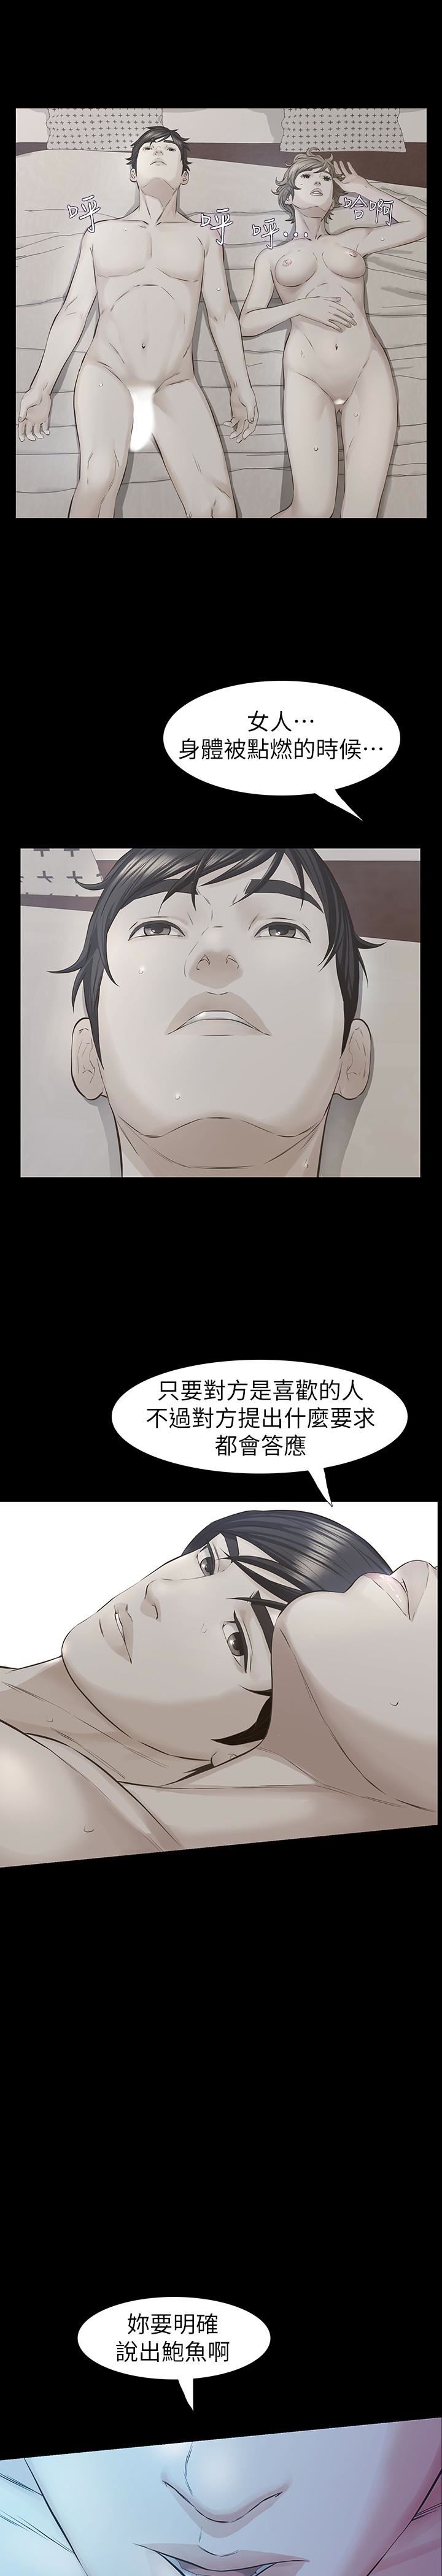 呼
呼
呼...
哈啊
女人…
身體被點燃的時候…
只要對方是喜歡的人
不過對方提出什麼要求
都會答應
妳要明確
說出鮑魚啊